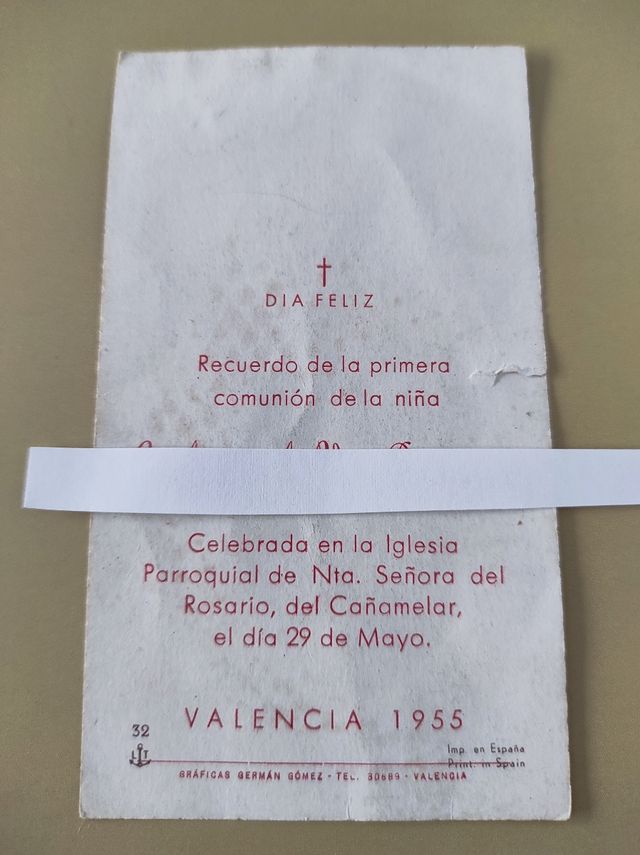 DIA FELIZ
Recuerdo de la primera
comunión de la niña
Celebrada en la Iglesia
Parroquial de Nta. Señora del
Rosario, del Cañamelar,
el día 29 de Mayo.
VALENCIA 1955
32
L T
Imp. en España
Print. in Spain
GRÁFICAS GERMÁN GÓMEZ - TEL. 30689 - VALENCIA